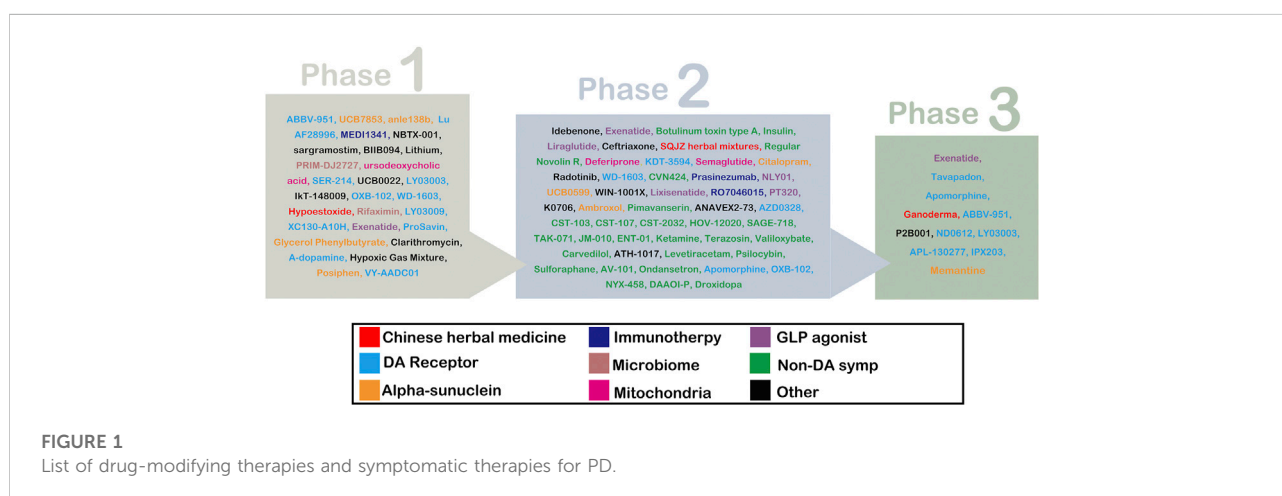 Phase 1
ABBV-951, UCB7853, anle138b, Lu
AF28996, MEDI1341, NBTX-001,
sargramostim, BIIB094, Lithium,
PRIM-DJ2727, ursodeoxycholic
acid, SER-214, UCB0022, LY03003,
IkT-148009, OXB-102, WD-1603,
Hypoestoxide, Rifaximin, LY03009,
XC130-A10H, Exenatide, ProSavin,
Glycerol Phenylbutyrate, Clarithromycin,
A-dopamine, Hypoxic Gas Mixture,
Posiphen, VY-AADC01
Phase 2
Idebenone, Exenatide, Botulinum toxin type A, Insulin,
Liraglutide, Ceftriaxone, SQJZ herbal mixtures, Regular
Novolin R, Deferiprone, KDT-3594, Semaglutide, Citalopram,
Radotinib, WD-1603, CVN424, Prasinezumab, NLY01,
UCB0599, WIN-1001X, Lixisenatide, RO7046015, PT320,
K0706, Ambroxol, Pimavanserin, ANAVEX2-73, AZD0328,
CST-103, CST-107, CST-2032, HOV-12020, SAGE-718,
TAK-071, JM-010, ENT-01, Ketamine, Terazosin, Valiloxybate,
Carvedilol, ATH-1017, Levetiracetam, Psilocybin,
Sulforaphane, AV-101, Ondansetron, Apomorphine, OXB-102,
NYX-458, DAAOI-P, Droxidopa
Phase 3
Exenatide,
Tavapadon,
Apomorphine,
Ganoderma, ABBV-951,
P2B001, ND0612, LY03003,
APL-130277, IPX203,
Memantine
Chinese herbal medicine
DA Receptor
Alpha-sunuclein
Immunotherpy
Microbiome
Mitochondria
GLP agonist
Non-DA symp
Other
FIGURE 1
List of drug-modifying therapies and symptomatic therapies for PD.